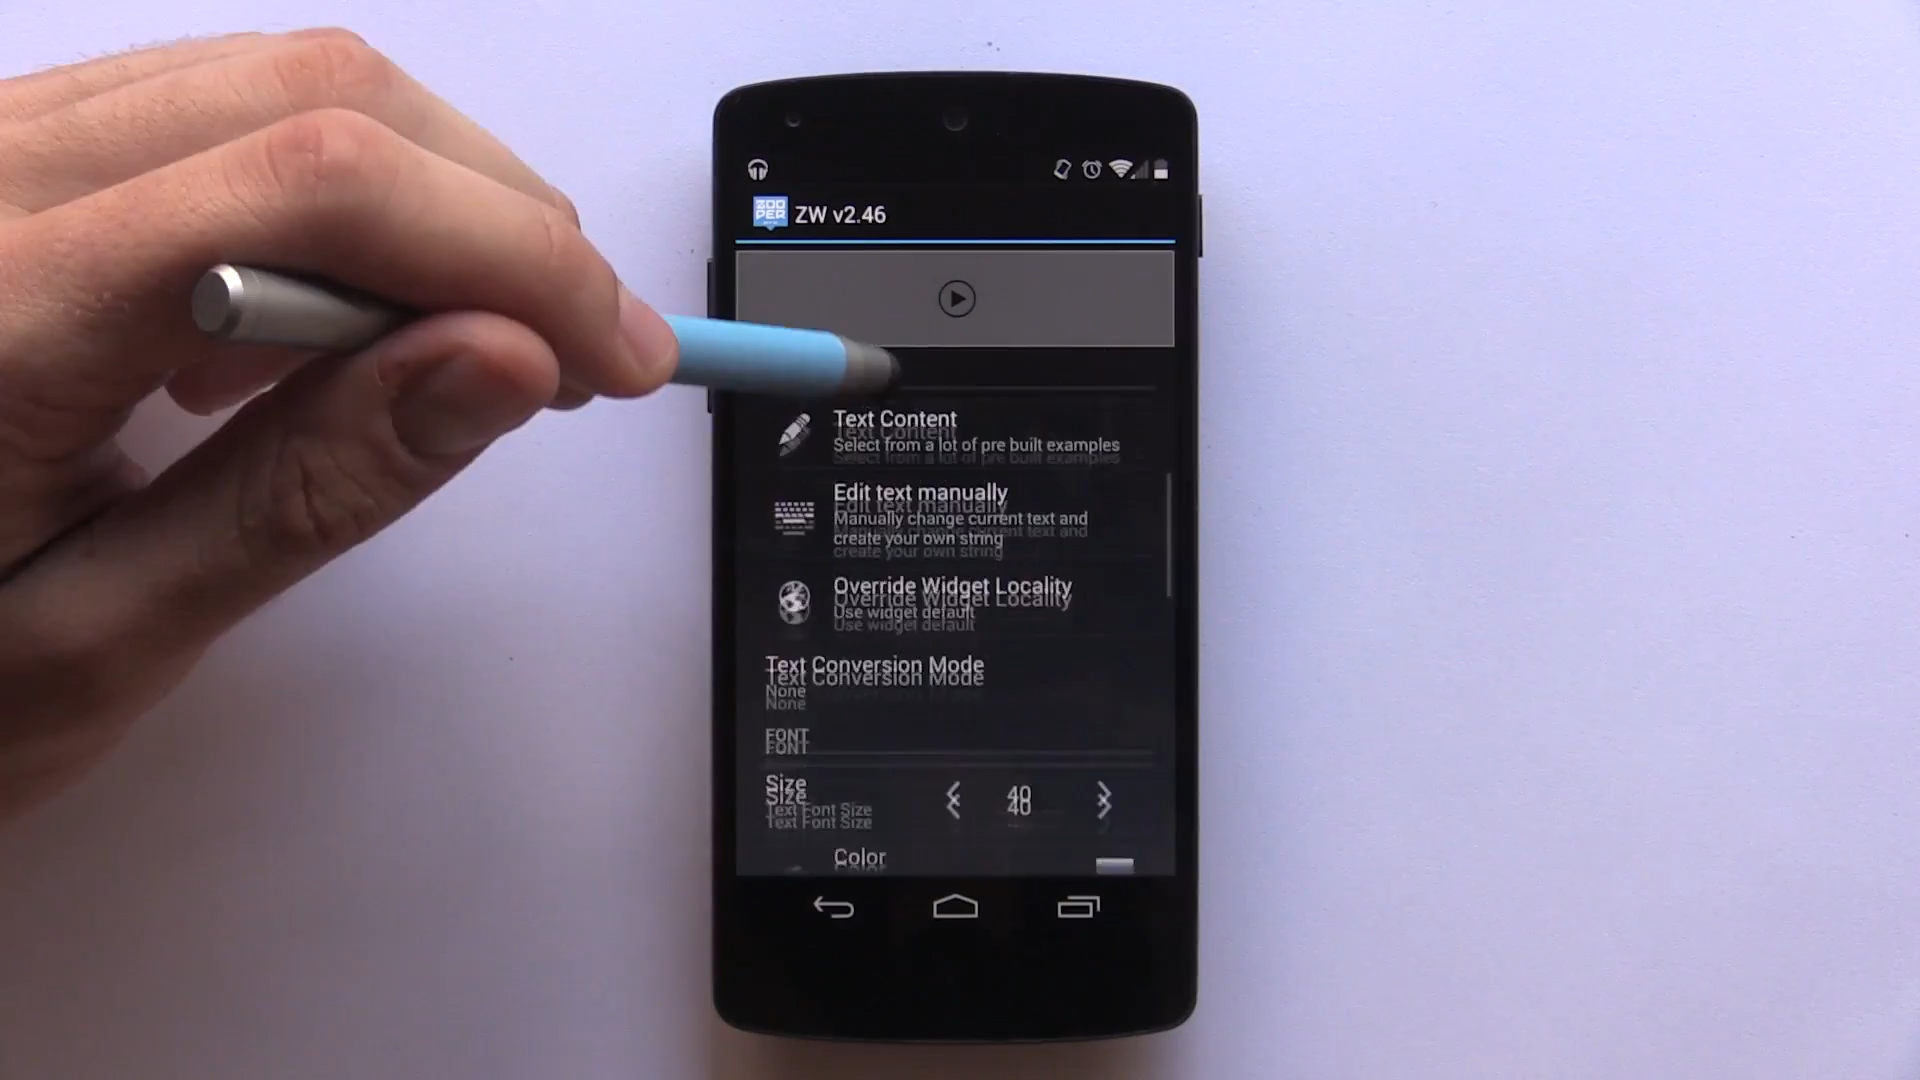 ZOO
PER
ZW v2.46
Text Content
Select from a lot of pre built examples
Edit text manually
Manually change current text and
create your own string
Override Widget Locality
Use widget default
Text Conversion Mode
None
FONT
Size
40
Text Font Size
Color